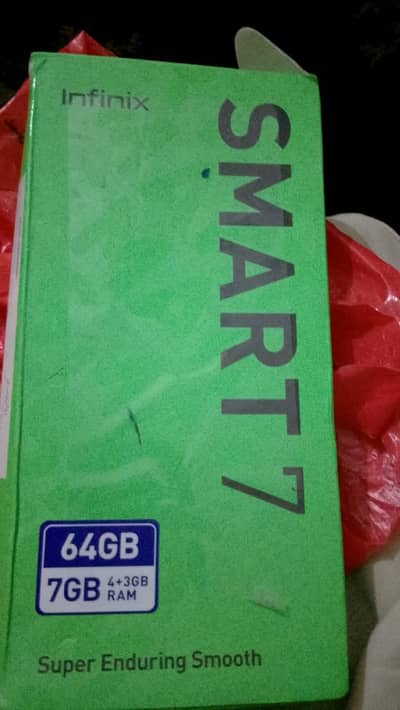 Infinix
SMART 7
64GB
7GB 4+3GB RAM
Super Enduring Smooth